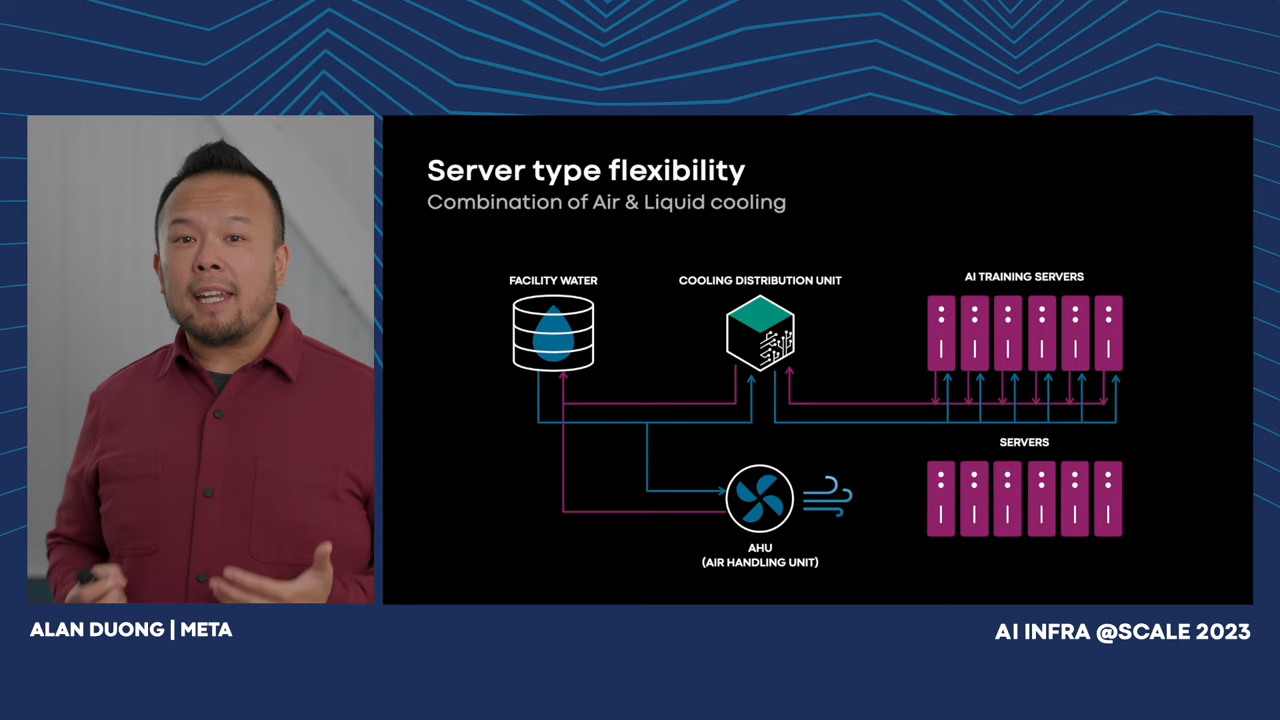 Server type flexibility
Combination of Air & Liquid cooling
FACILITY WATER
COOLING DISTRIBUTION UNIT
AI TRAINING SERVERS
SERVERS
AHU
(AIR HANDLING UNIT)
ALAN DUONG | META
AI INFRA @SCALE 2023